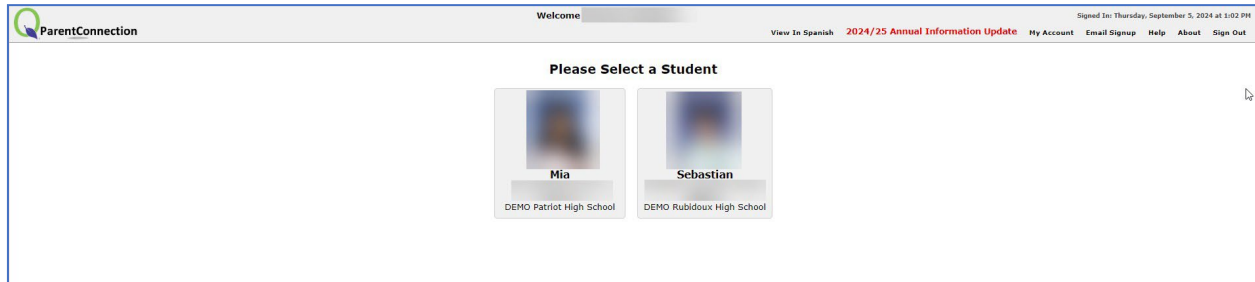 Welcome
Signed In: Thursday, September 5, 2024 at 1:02 PM
ParentConnection
View In Spanish 2024/25 Annual Information Update My Account Email Signup Help About Sign Out
Please Select a Student
Mia
DEMO Patriot High School
Sebastian
DEMO Rubidoux High School